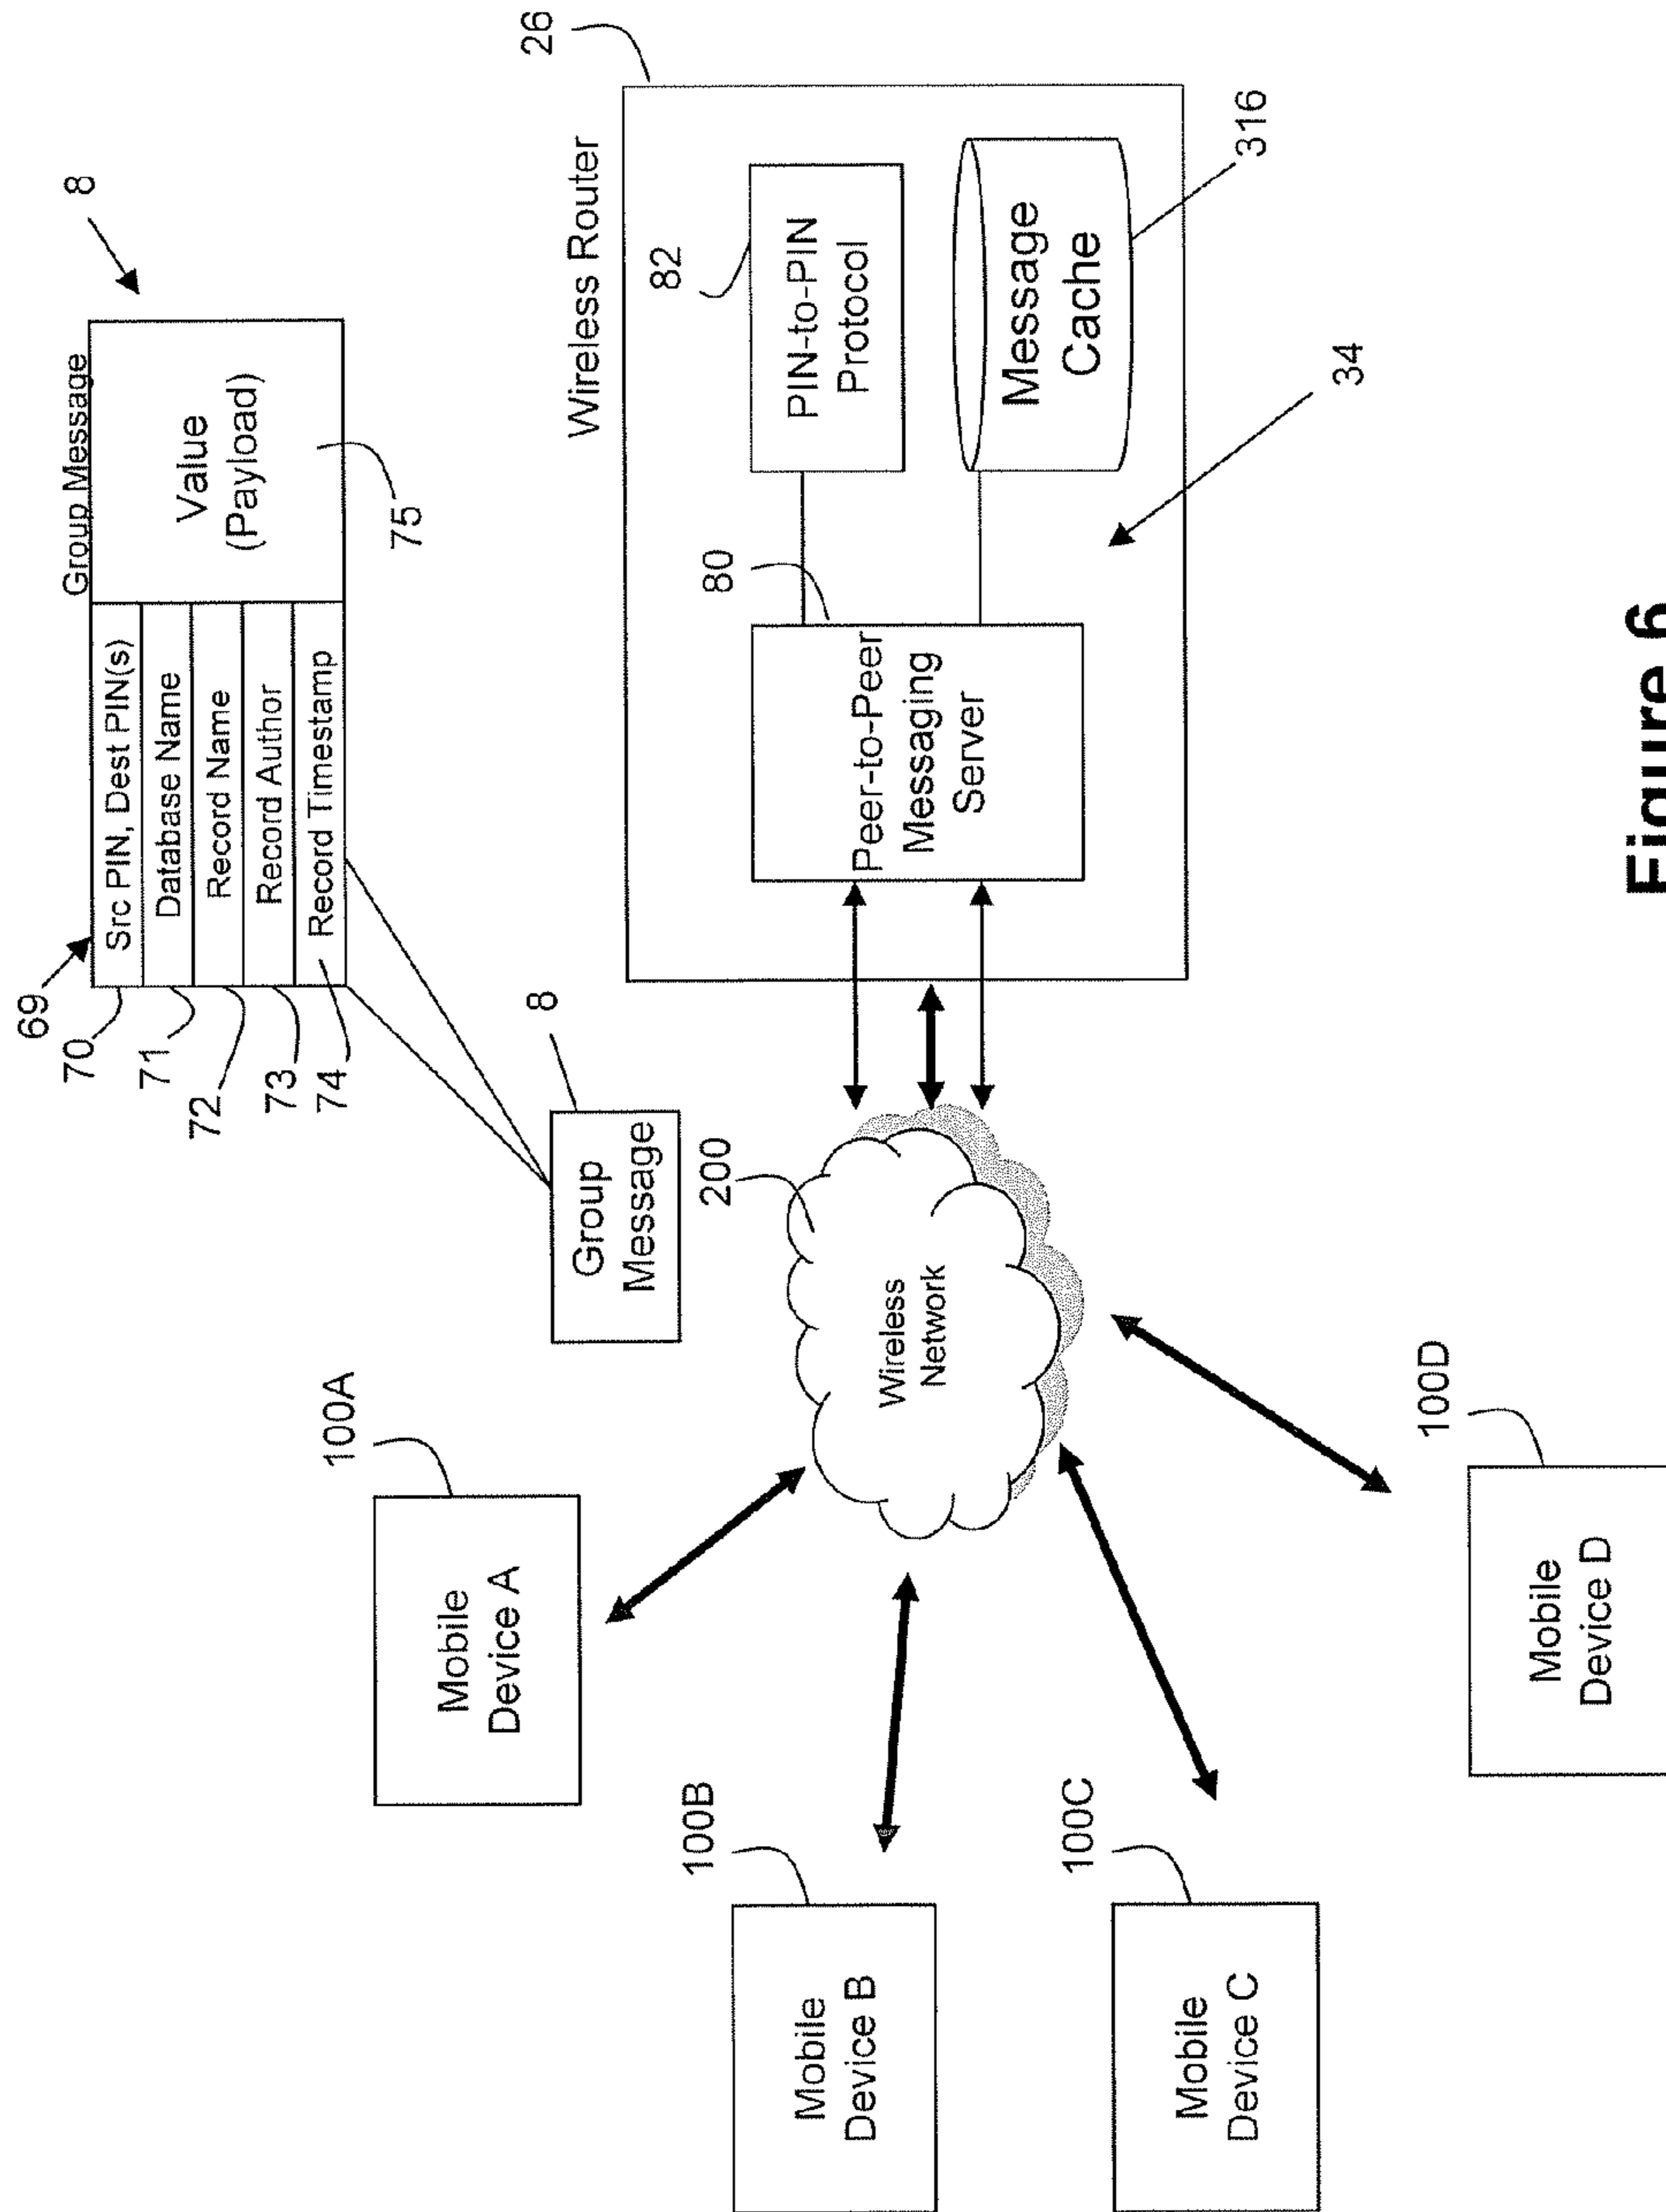 Group Message
8
69
70
71
72
73
74
Src PIN, Dest PIN(s)
Database Name
Record Name
Record Author
Record Timestamp
Value
(Payload)
75
100A
Mobile
Device A
8
Group
Message
100B
Mobile
Device B
200
Wireless
Network
100C
Mobile
Device C
100D
Mobile
Device D
Wireless Router
26
80
Peer-to-Peer
Messaging
Server
82
PIN-to-PIN
Protocol
Message
Cache
316
34
Figure 6